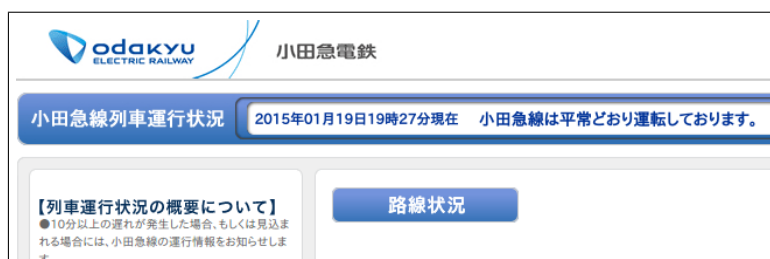 odakyu
ELECTRIC RAILWAY
小田急電鉄
小田急線列車運行状況
2015年01月19日19時27分現在 小田急線は平常どおり運転しております。
【列車運行状況の概要について】
●10分以上の遅れが発生した場合、もしくは見込ま
れる場合には、小田急線の運行情報をお知らせしま
す。
路線状況